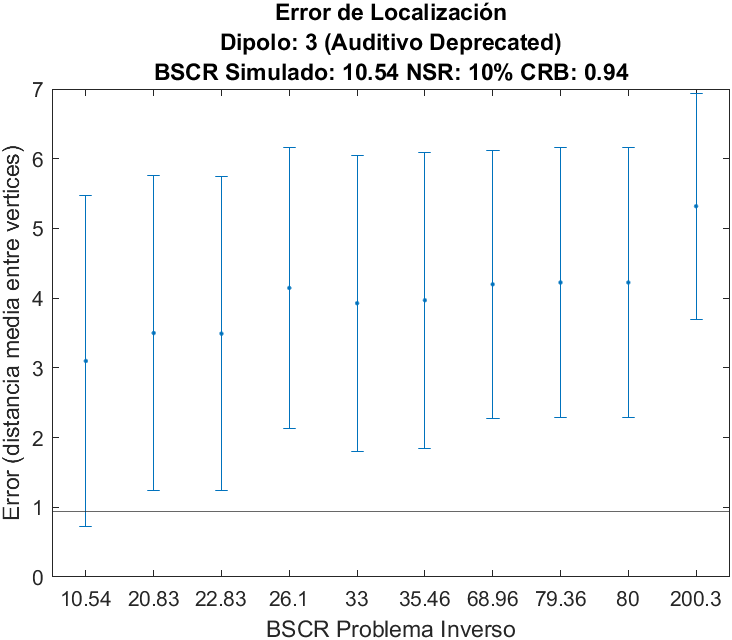 Error de Localización
Dipolo: 3 (Auditivo Deprecated)
BSCR Simulado: 10.54 NSR: 10% CRB: 0.94
Error (distancia media entre vertices)
7
6
5
4
3
2
1
0
10.54 20.83 22.83 26.1 33 35.46 68.96 79.36 80 200.3
BSCR Problema Inverso